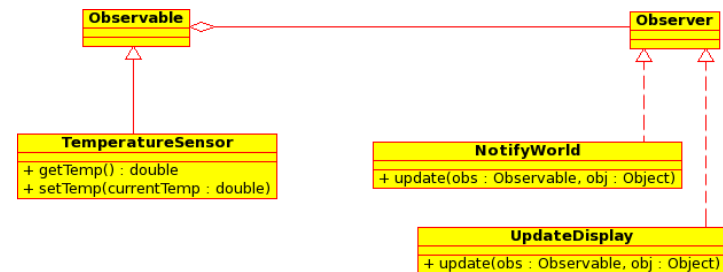 Observable
Observer
TemperatureSensor
+ getTemp() : double
+ setTemp(currentTemp : double)
NotifyWorld
+ update(obs : Observable, obj : Object)
UpdateDisplay
+ update(obs : Observable, obj : Object)